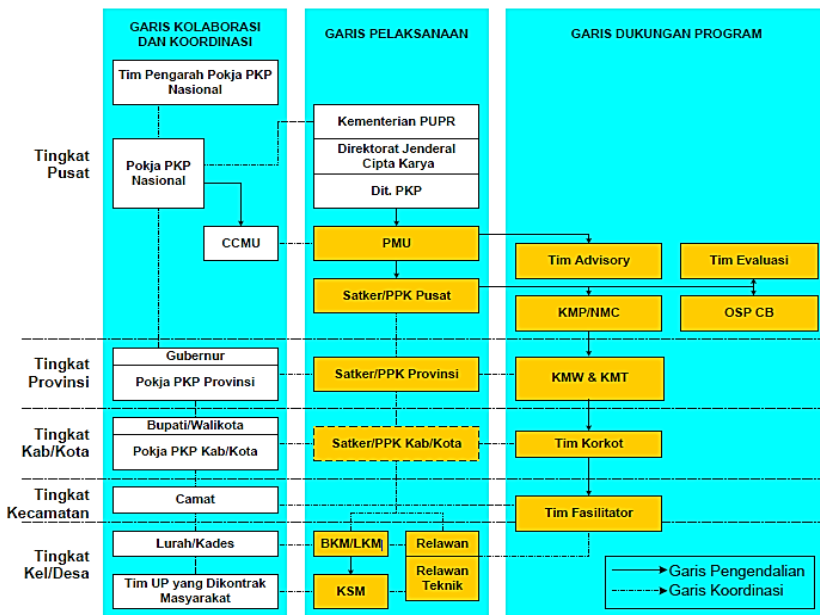 GARIS KOLABORASI
DAN KOORDINASI
GARIS PELAKSANAAN
GARIS DUKUNGAN PROGRAM
Tingkat
Pusat
Tim Pengarah Pokja PKP
Nasional
Pokja PKP
Nasional
CCMU
Kementerian PUPR
Direktorat Jenderal
Cipta Karya
Dit. PKP
PMU
Satker/PPK Pusat
Tim Advisory
Tim Evaluasi
KMP/NMC
OSP CB
Tingkat
Provinsi
Gubernur
Pokja PKP Provinsi
Satker/PPK Provinsi
KMW & KMT
Tingkat
Kab/Kota
Bupati/Walikota
Pokja PKP Kab/Kota
Satker/PPK Kab/Kota
Tim Korkot
Tingkat
Kecamatan
Camat
Tim Fasilitator
Tingkat
Kel/Desa
Lurah/Kades
BKM/LKM
Relawan
Relawan
Teknik
Tim UP yang Dikontrak
Masyarakat
KSM
Garis Pengendalian
Garis Koordinasi